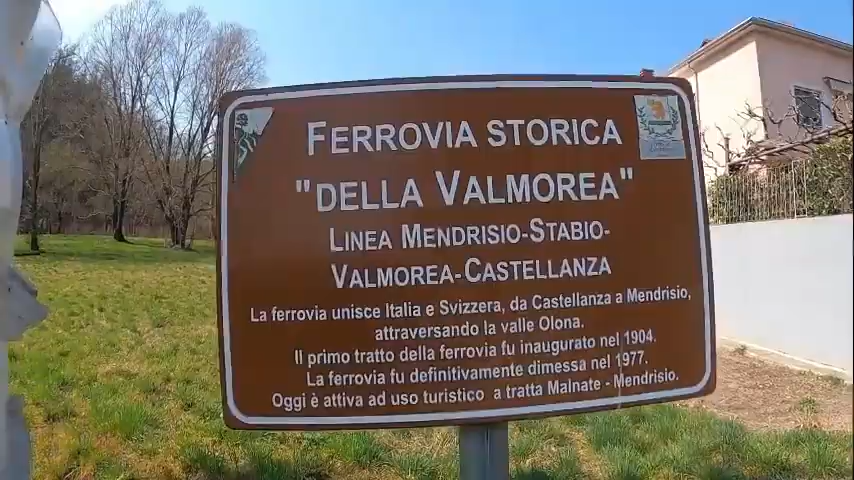 FERROVIA STORICA
"DELLA VALMOREA"
LINEA MENDRISIO-STABIO-
VALMOREA-CASTELLANZA
LA FERROVIA UNISCE ITALIA E SVIZZERA, DA CASTELLANZA A MENDRISIO,
ATTRAVERSANDO LA VALLE OLONA.
IL PRIMO TRATTO DELLA FERROVIA FU INAUGURATO NEL 1904.
LA FERROVIA FU DEFINITIVAMENTE DIMESSA NEL 1977.
OGGI È ATTIVA AD USO TURISTICO A TRATTA MALNATE - MENDRISIO.